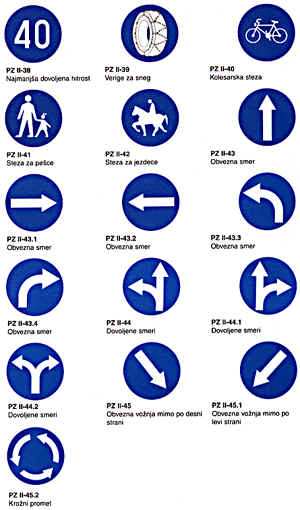 40
PZ II-38
Najmanjša dovoljena hitrost
PZ II-39
Verige za sneg
PZ II-40
Kolesarska steza
PZ II-41
Steza za pešce
PZ II-42
Steza za jezdece
PZ II-43
Obvezna smer
PZ II-43.1
Obvezna smer
PZ II-43.2
Obvezna smer
PZ II-43.3
Obvezna smer
PZ II-43.4
Obvezna smer
PZ II-44
Dovoljene smeri
PZ II-44.1
Dovoljene smeri
PZ II-44.2
Dovoljene smeri
PZ II-45
Obvezna vožnja mimo po desni
strani
PZ II-45.1
Obvezna vožnja mimo po
levi strani
PZ II-45.2
Krožni promet